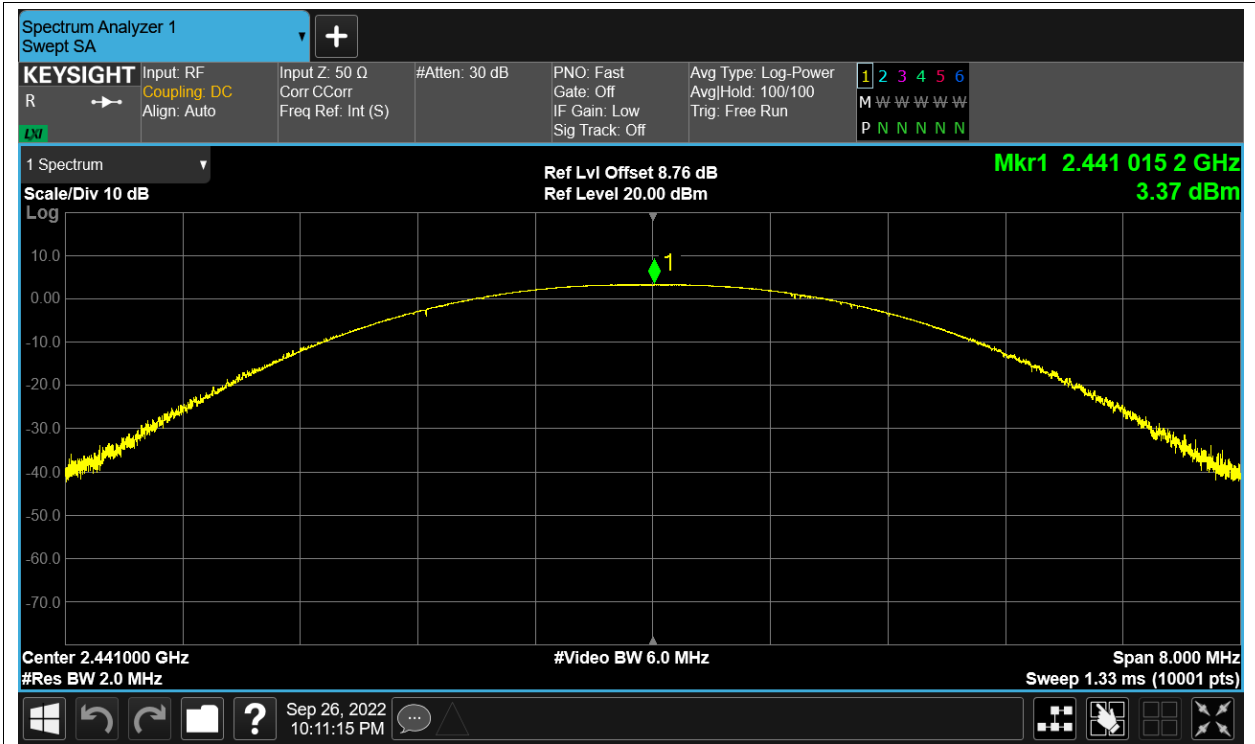 Spectrum Analyzer 1
Swept SA
KEYSIGHT
R
LXI
Input: RF
Coupling: DC
Align: Auto
Input Z: 50 Ω
Corr CCorr
Freq Ref: Int (S)
#Atten: 30 dB
PNO: Fast
Gate: Off
IF Gain: Low
Sig Track: Off
Avg Type: Log-Power
Avg|Hold: 100/100
Trig: Free Run
1 2 3 4 5 6
M W W W W W
P N N N N N
1 Spectrum
Scale/Div 10 dB
Ref Lvl Offset 8.76 dB
Ref Level 20.00 dBm
Mkr1 2.441 015 2 GHz
3.37 dBm
Log
1
10.0
0.00
-10.0
-20.0
-30.0
-40.0
-50.0
-60.0
-70.0
Center 2.441000 GHz
#Res BW 2.0 MHz
#Video BW 6.0 MHz
Span 8.000 MHz
Sweep 1.33 ms (10001 pts)
?
Sep 26, 2022
10:11:15 PM